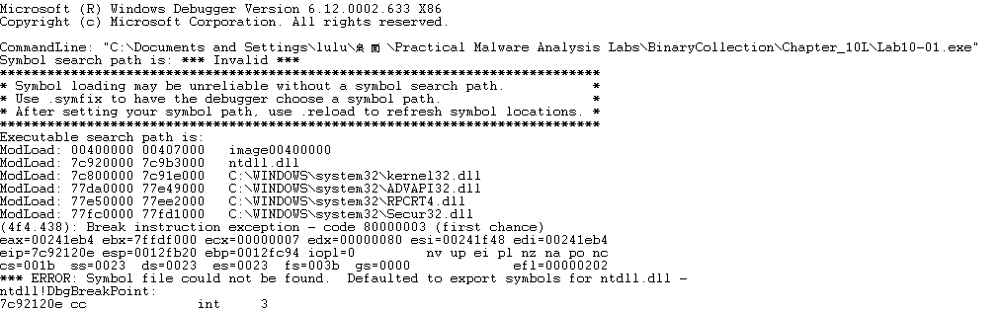 Microsoft (R) Windows Debugger Version 6.12.0002.633 X86
Copyright (c) Microsoft Corporation. All rights reserved.
CommandLine: "C:\Documents and Settings\lulu\桌面\Practical Malware Analysis Labs\BinaryCollection\Chapter_10L\Lab10-01.exe"
Symbol search path is: *** Invalid ***
****************************************************************************
* Symbol loading may be unreliable without a symbol search path.           *
* Use .symfix to have the debugger choose a symbol path.                   *
* After setting your symbol path, use .reload to refresh symbol locations. *
****************************************************************************
Executable search path is:
ModLoad: 00400000 00407000   image00400000
ModLoad: 7c920000 7c9b3000   ntdll.dll
ModLoad: 7c800000 7c91e000   C:\WINDOWS\system32\kernel32.dll
ModLoad: 77da0000 77e49000   C:\WINDOWS\system32\ADVAPI32.dll
ModLoad: 77e50000 77ee2000   C:\WINDOWS\system32\RPCRT4.dll
ModLoad: 77fc0000 77fd1000   C:\WINDOWS\system32\Secur32.dll
(4f4.438): Break instruction exception - code 80000003 (first chance)
eax=00241eb4 ebx=7ffdf000 ecx=00000007 edx=00000080 esi=00241f48 edi=00241eb4
eip=7c92120e esp=0012fb20 ebp=0012fc94 iopl=0         nv up ei pl nz na po nc
cs=001b  ss=0023  ds=0023  es=0023  fs=003b  gs=0000             efl=00000202
*** ERROR: Symbol file could not be found.  Defaulted to export symbols for ntdll.dll -
ntdll!DbgBreakPoint:
7c92120e cc              int     3